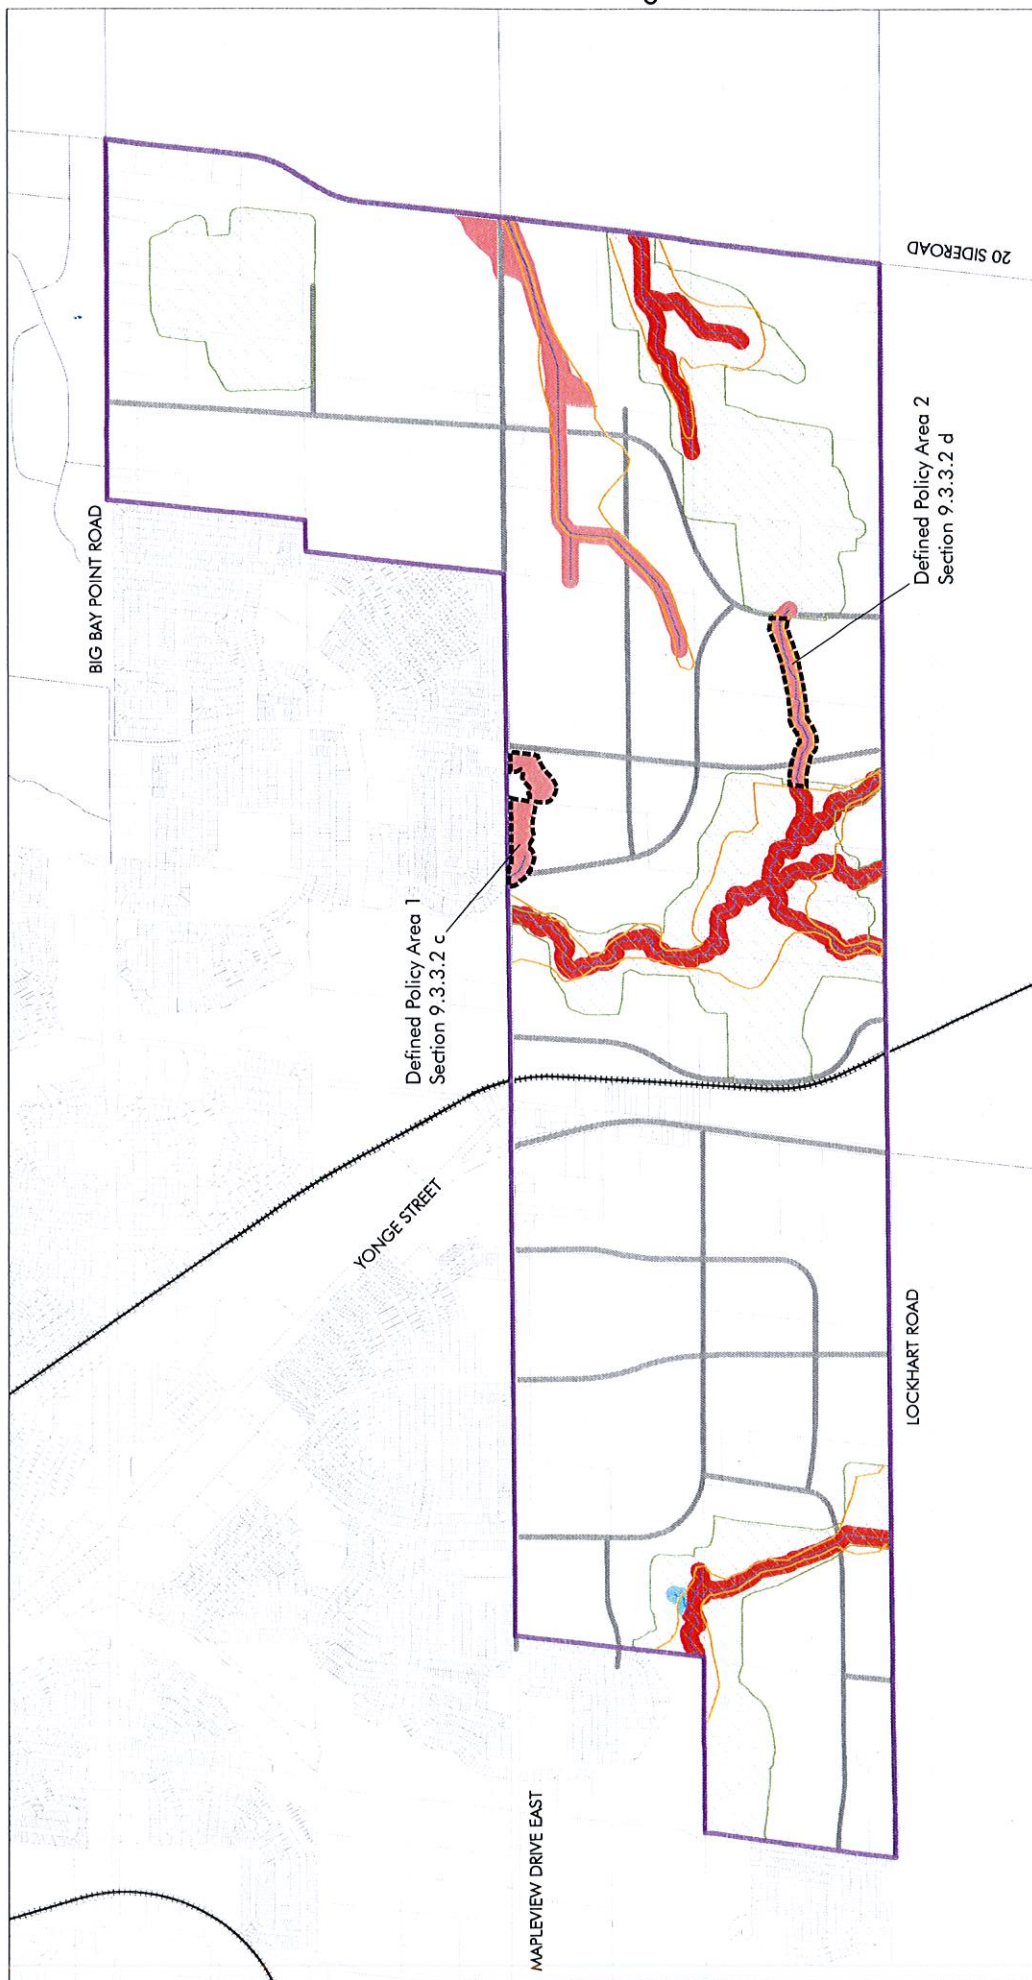 BIG BAY POINT ROAD
20 SIDEROAD
Defined Policy Area 2
Section 9.3.3.2 d
Defined Policy Area 1
Section 9.3.3.2 c
YONGE STREET
LOCKHART ROAD
MAPLEVIEW DRIVE EAST